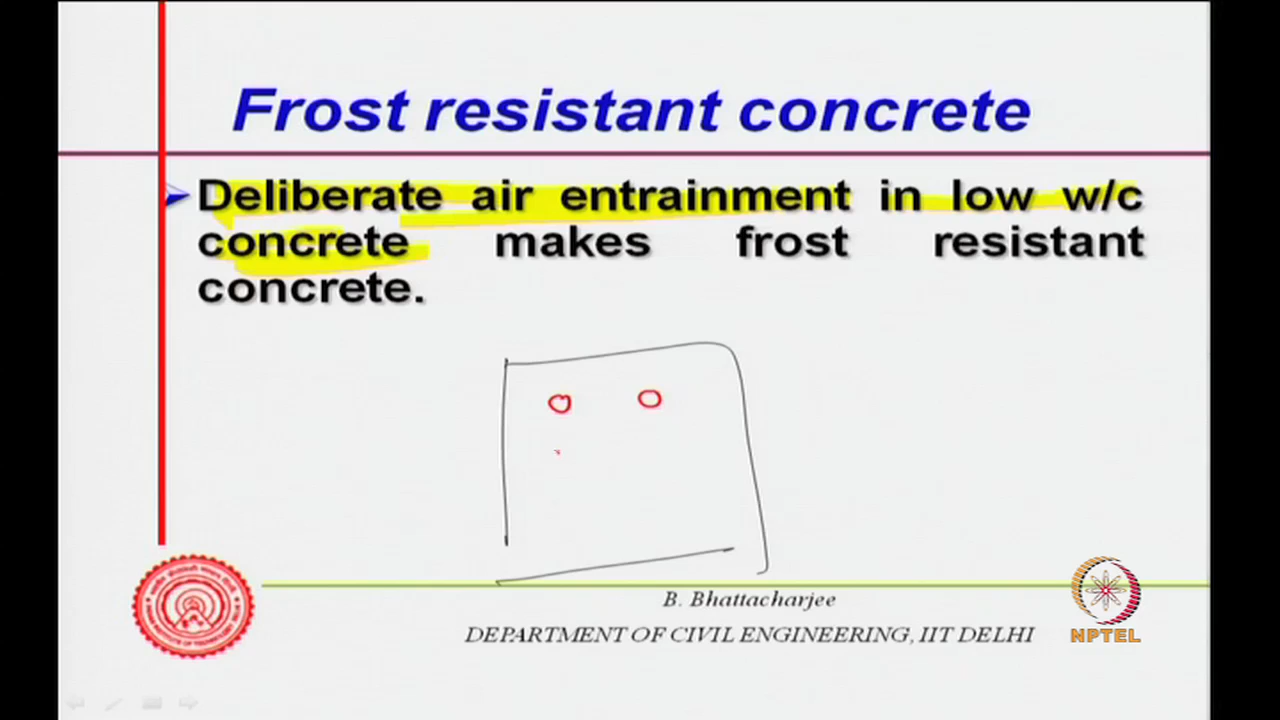 Frost resistant concrete
Deliberate air entrainment in low w/c
concrete makes frost resistant
concrete.
B. Bhattacharjee
DEPARTMENT OF CIVIL ENGINEERING, IIT DELHI
NPTEL